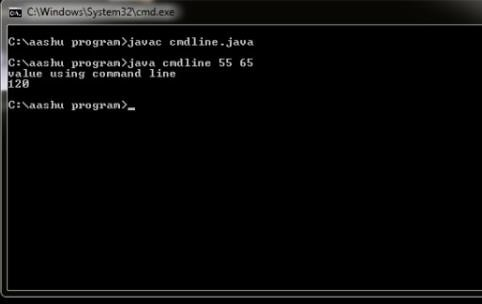 C:\Windows\System32\cmd.exe
C:\aashu program>javac cmdline.java
C:\aashu program>java cmdline 55 65
value using command line
120
C:\aashu program>_